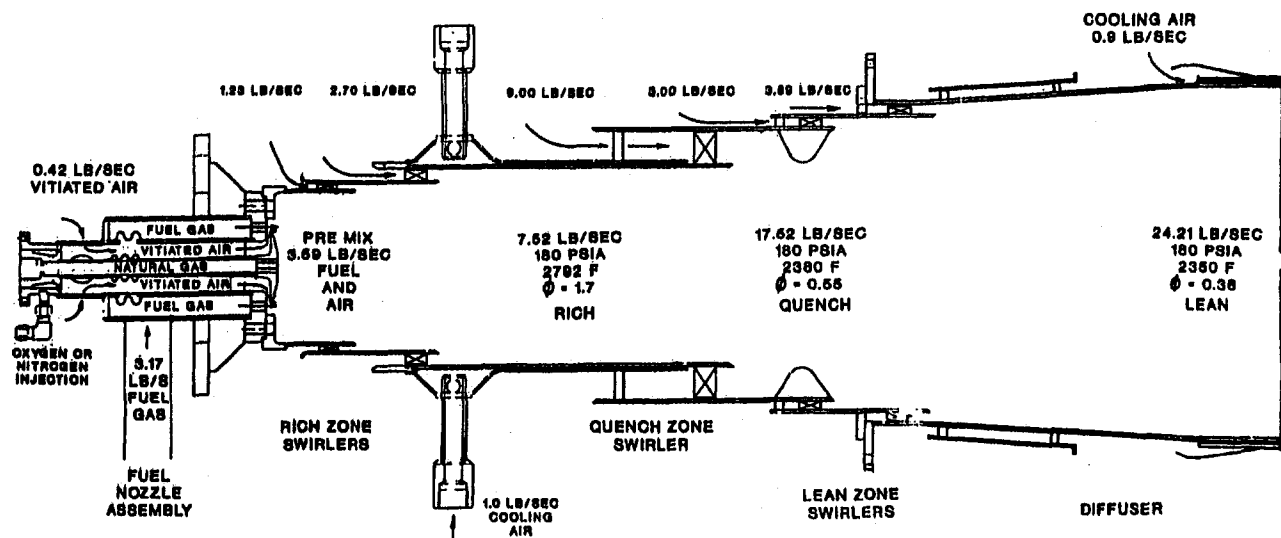 COOLING AIR
0.9 LB/SEC
1.23 LB/SEC
2.70 LB/SEC
9.00 LB/SEC
3.00 LB/SEC
3.89 LB/SEC
0.42 LB/SEC
VITIATED AIR
FUEL GAS
VITIATED AIR
NATURAL GAS
VITIATED AIR
FUEL GAS
PRE MIX
3.59 LB/SEC
FUEL
AND
AIR
7.52 LB/SEC
180 PSIA
2792 F
ϕ = 1.7
RICH
17.52 LB/SEC
180 PSIA
2380 F
ϕ = 0.55
QUENCH
24.21 LB/SEC
180 PSIA
2350 F
ϕ = 0.38
LEAN
OXYGEN OR
NITROGEN
INJECTION
3.17
LB/S
FUEL
GAS
FUEL
NOZZLE
ASSEMBLY
RICH ZONE
SWIRLERS
1.0 LB/SEC
COOLING
AIR
QUENCH ZONE
SWIRLER
LEAN ZONE
SWIRLERS
DIFFUSER